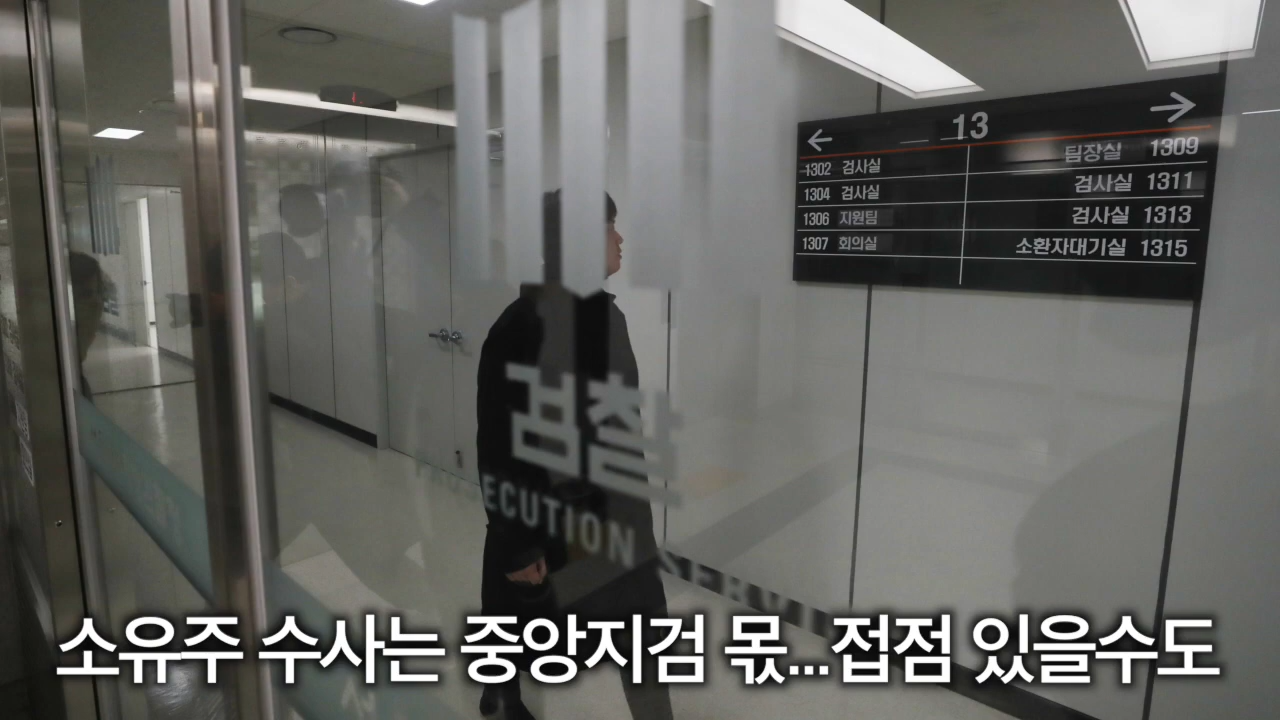 13
1302 검사실
팀장실 1309
1304 검사실
검사실 1311
1306 지원팀
검사실 1313
1307 회의실
소환자대기실 1315
검찰
PROSECUTION SERVICE
소유주 수사는 중앙지검 몫...접점 있을수도